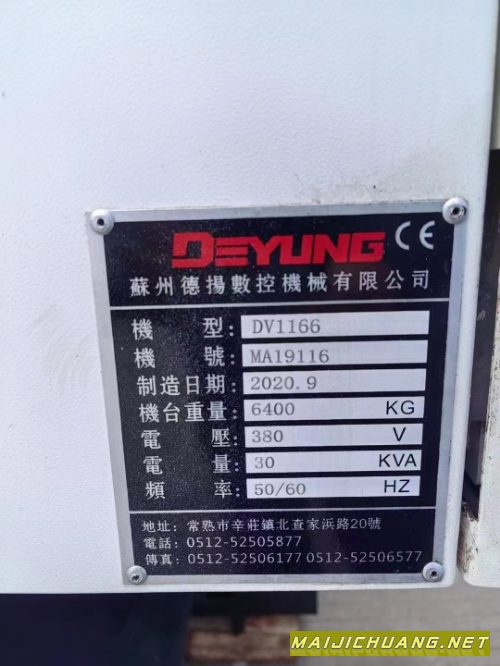 DEYUNG CE
蘇州德揚數控機械有限公司
機 型: DV1166
機 號: MA19116
制造日期: 2020.9
機台重量: 6400 KG
電 壓: 380 V
電 量: 30 KVA
頻 率: 50/60 HZ
地址: 常熟市辛莊鎮北查家浜路20號
電話: 0512-52505877
傳真: 0512-52506177 0512-52506577
MAIJICHUANG.NET